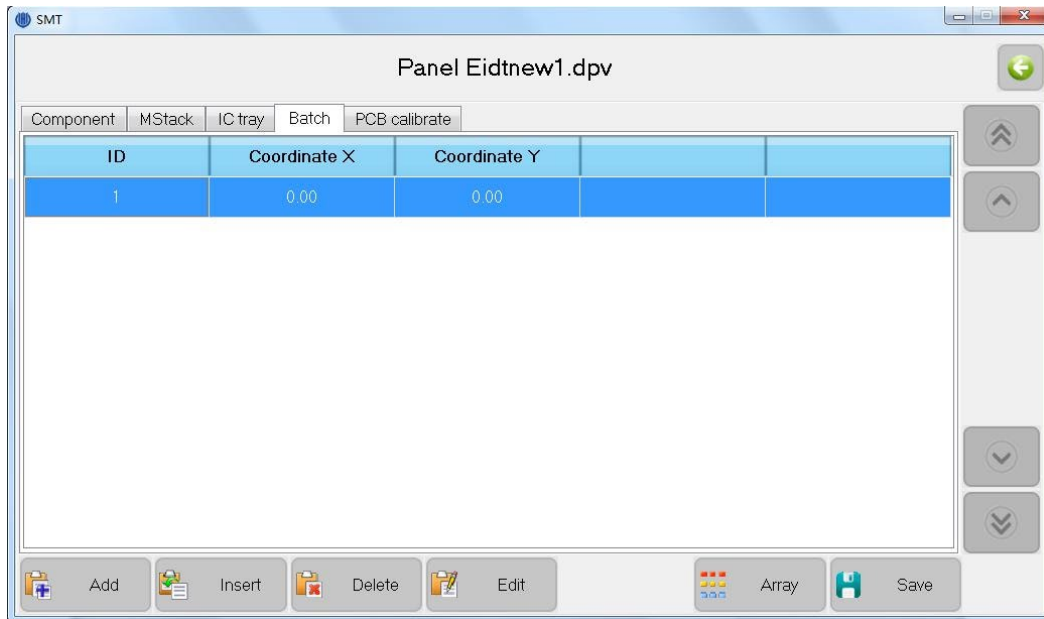 SMT
Panel Eidtnew1.dpv
Component MStack IC tray Batch PCB calibrate
ID Coordinate X Coordinate Y
1 0.00 0.00
Add Insert Delete Edit Array Save